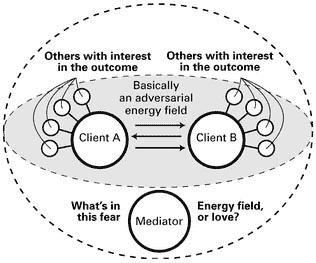 Others with interest
in the outcome
Others with interest
in the outcome
Basically
an adversarial
energy field
Client A
Client B
What's in
this fear
Mediator
Energy field,
or love?